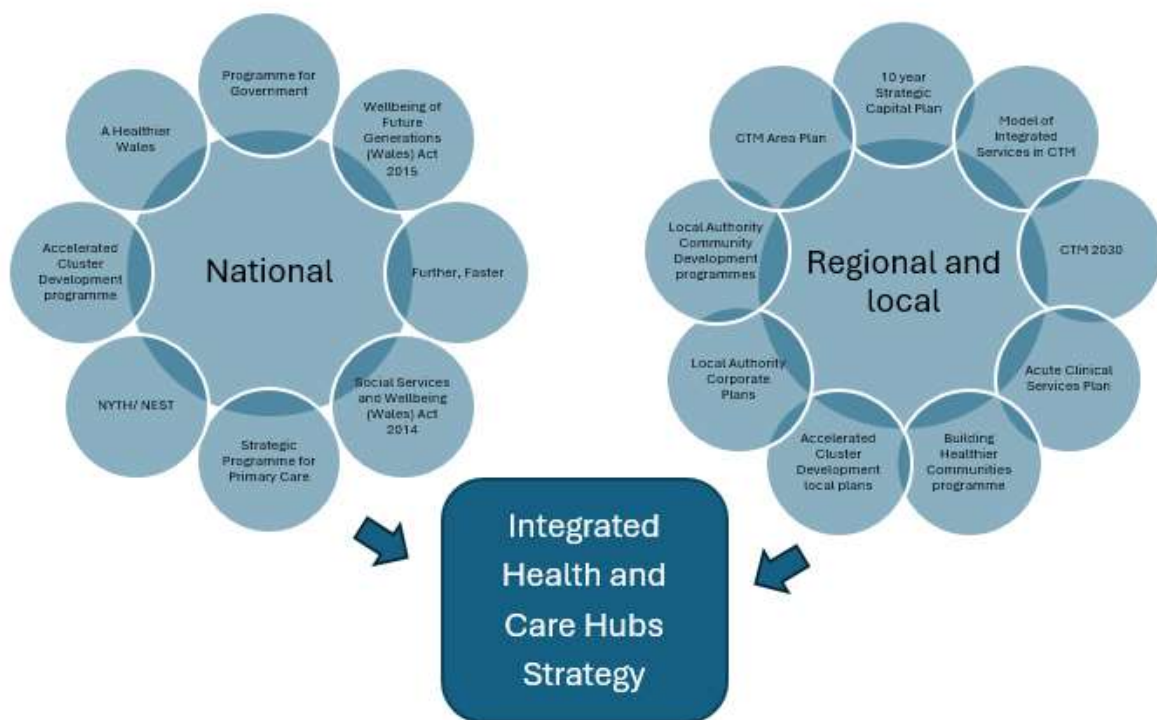 Programme for
Government
Wellbeing of
Future
Generations
(Wales) Act
2015
Further, Faster
Social Services
and Wellbeing
(Wales) Act
2014
Strategic
Programme for
Primary Care
NYTH/ NEST
Accelerated
Cluster
Development
programme
A Healthier
Wales
National
10 year
Strategic
Capital Plan
Model of
Integrated
Services in CTM
CTM 2030
Acute Clinical
Services Plan
Building
Healthier
Communities
programme
Accelerated
Cluster
Development
local plans
Local Authority
Corporate
Plans
Local Authority
Community
Development
programmes
CTM Area Plan
Regional and
local
Integrated
Health and
Care Hubs
Strategy